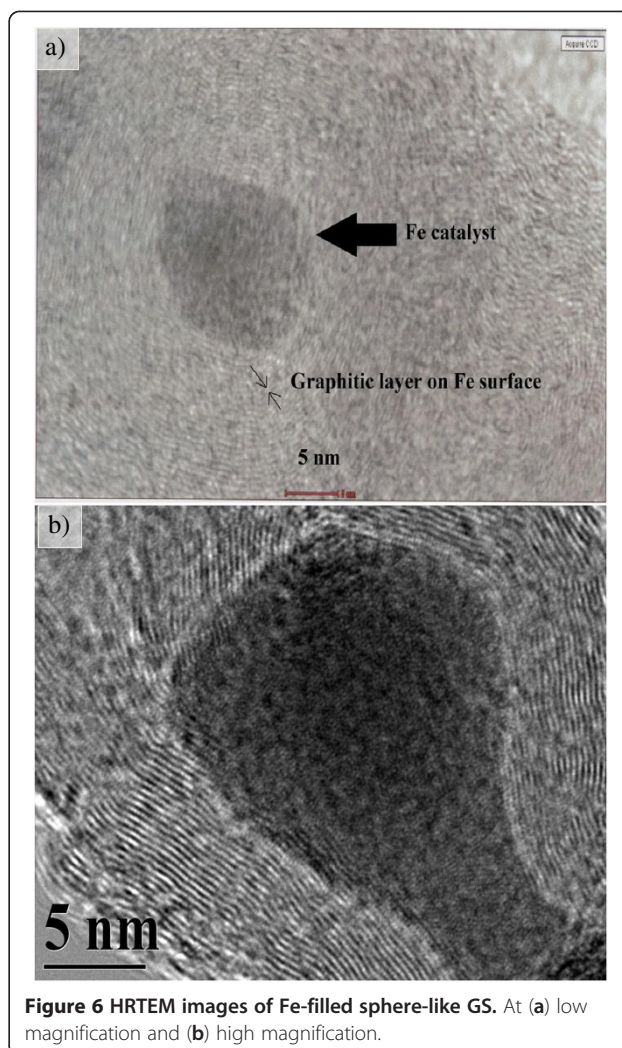 a)
Acquire CCD
Fe catalyst
Graphitic layer on Fe surface
5 nm
b)
5 nm
Figure 6 HRTEM images of Fe-filled sphere-like GS. At (a) low
magnification and (b) high magnification.